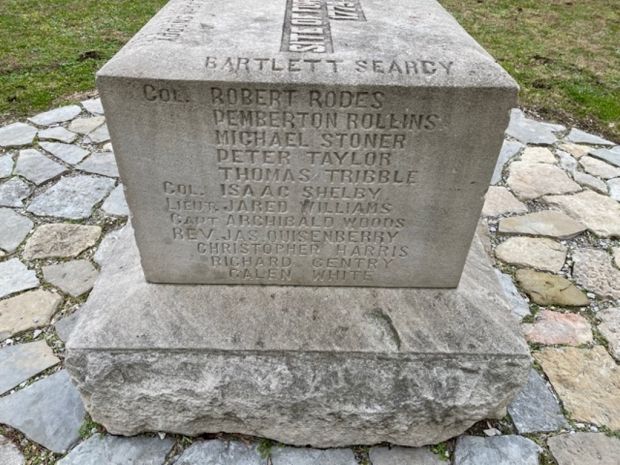 SITE OF
BARTLETT SEARCY
COL. ROBERT RODES
PEMBERTON ROLLINS
MICHAEL STONER
PETER TAYLOR
THOMAS TRIBBLE
COL. ISAAC SHELBY
LIEUT. JARED WILLIAMS
CAPT ARCHIBALD WOODS
REV. JAS QUISENBERRY
CHRISTOPHER HARRIS
RICHARD GENTRY
GALEN WHITE